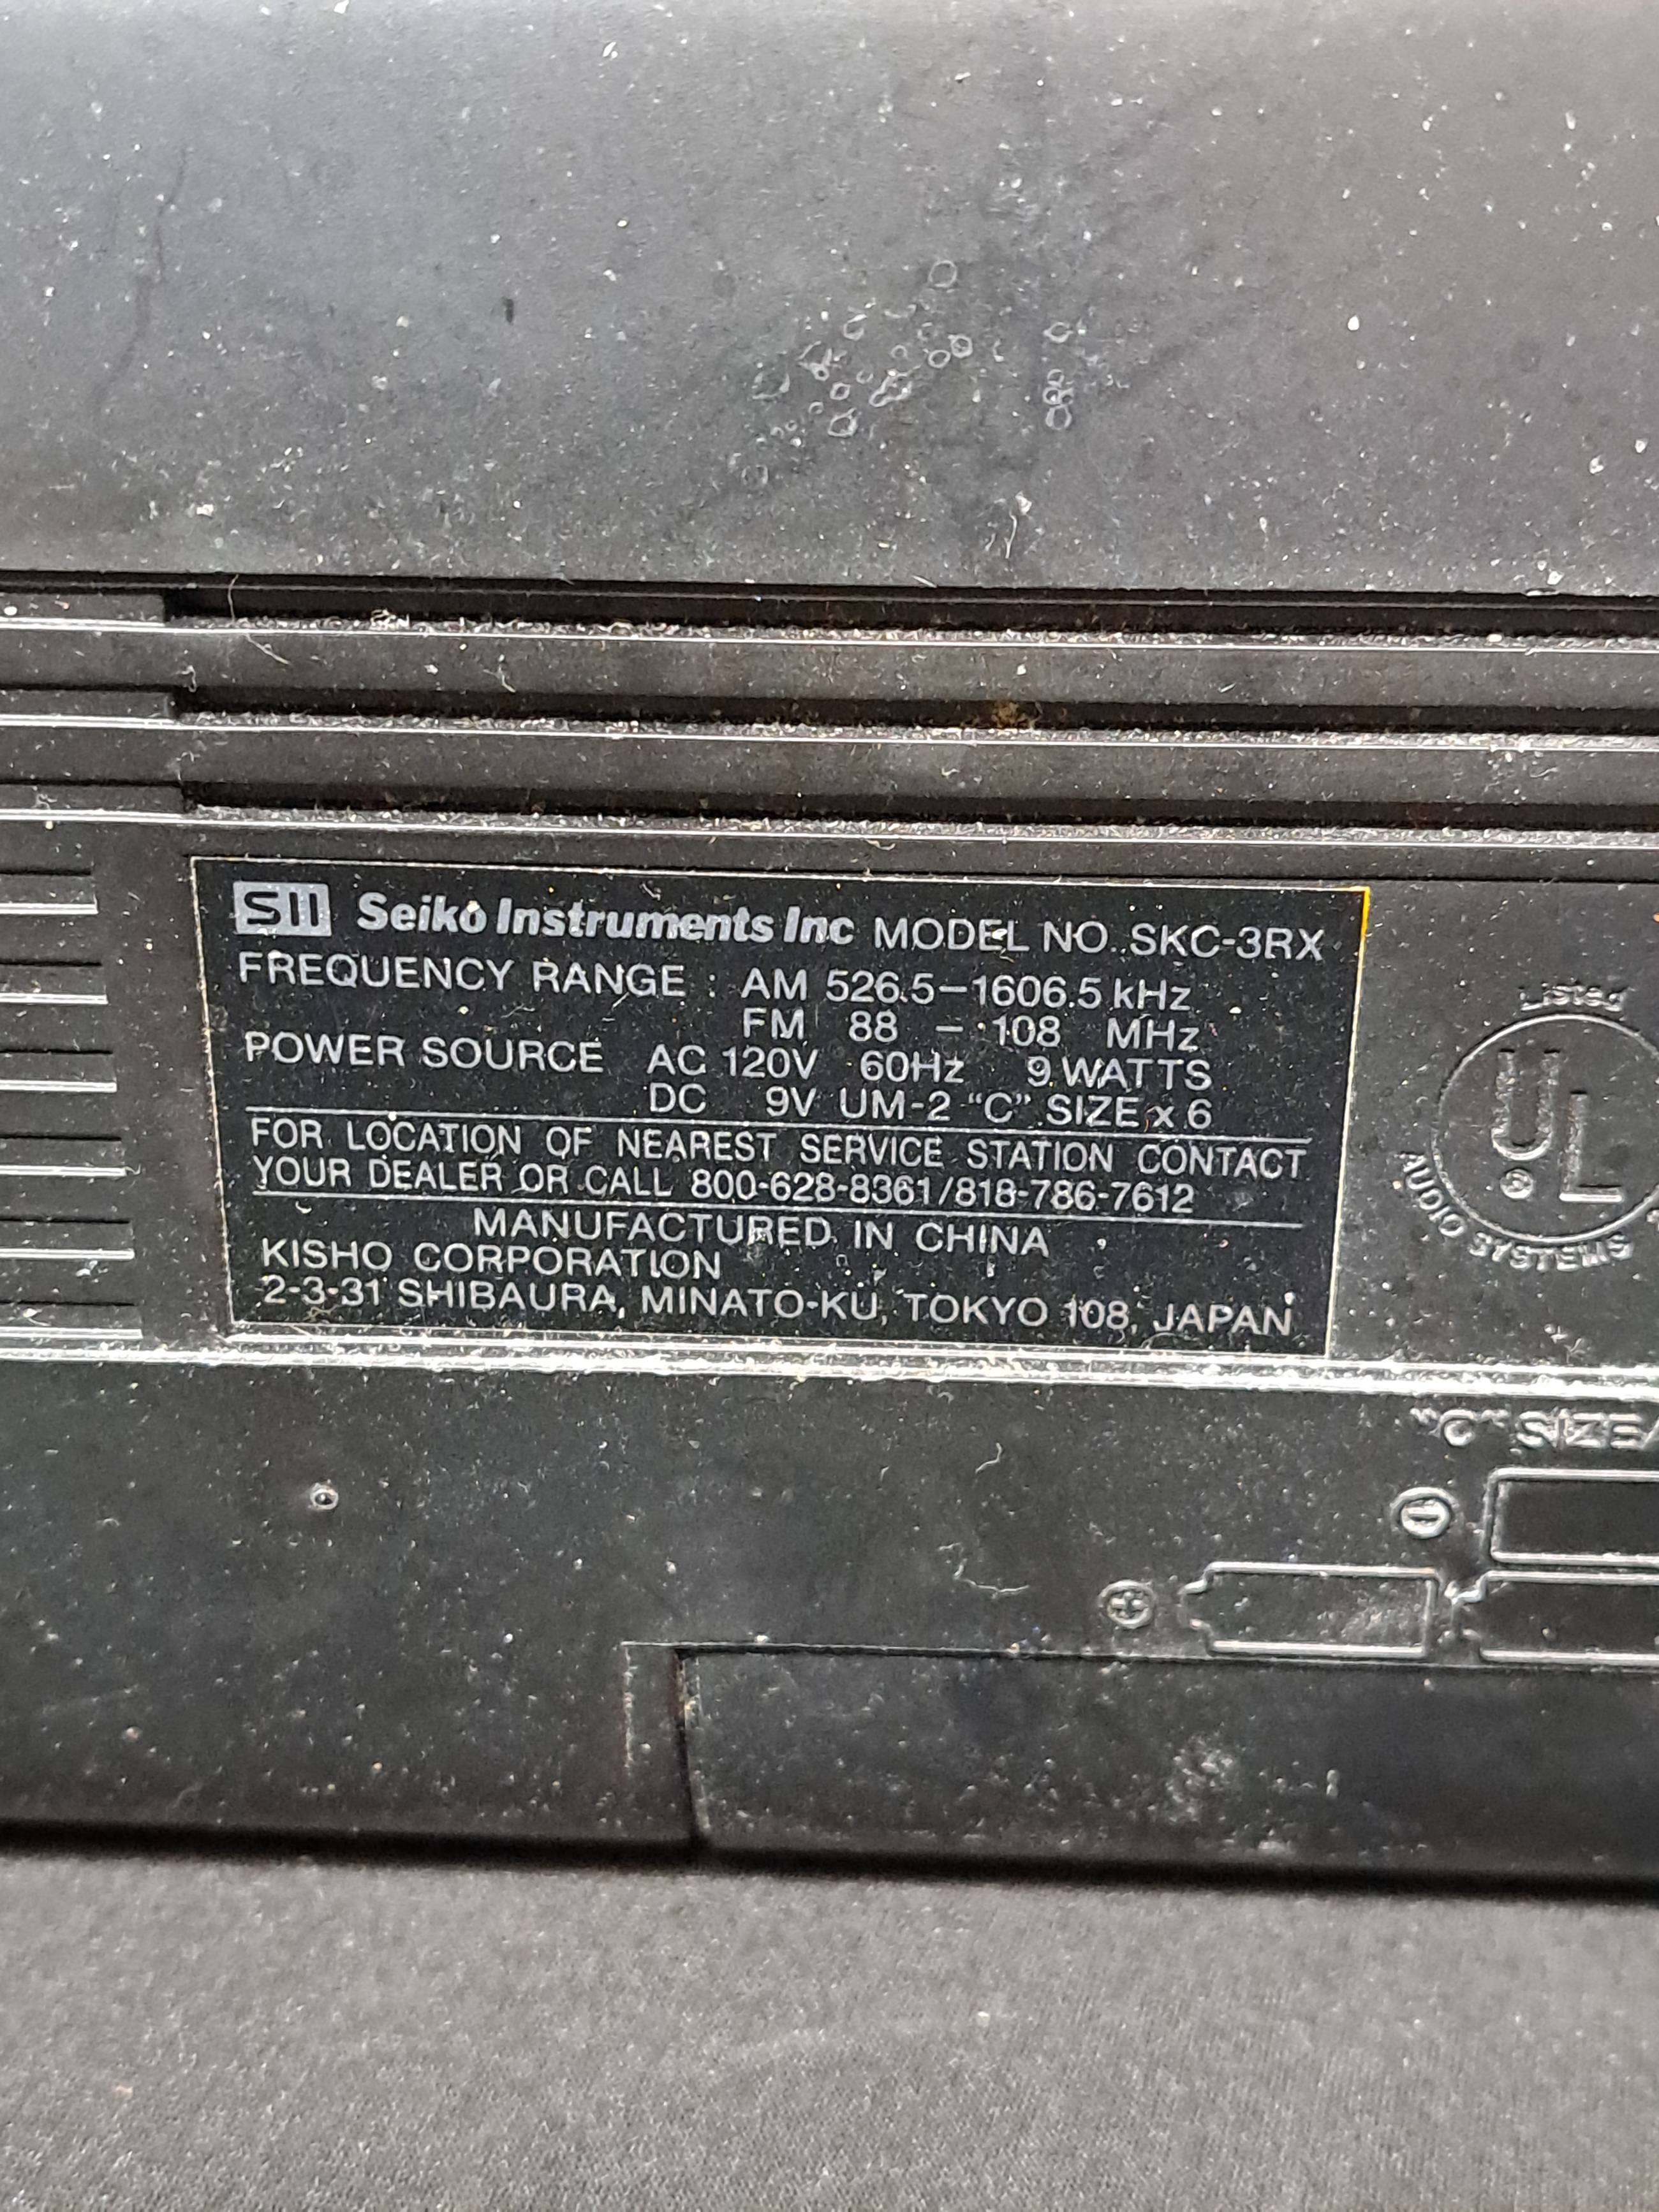 SII Seiko Instruments Inc MODEL NO. SKC-3RX
FREQUENCY RANGE : AM 526.5–1606.5 kHz
FM 88 – 108 MHz
POWER SOURCE AC 120V 60Hz 9 WATTS
DC 9V UM-2 "C" SIZE x 6
FOR LOCATION OF NEAREST SERVICE STATION CONTACT
YOUR DEALER OR CALL 800-628-8361/818-786-7612
MANUFACTURED IN CHINA
KISHO CORPORATION
2-3-31 SHIBAURA, MINATO-KU, TOKYO 108, JAPAN
Listed
UL
®
AUDIO SYSTEMS
"C" SIZE/